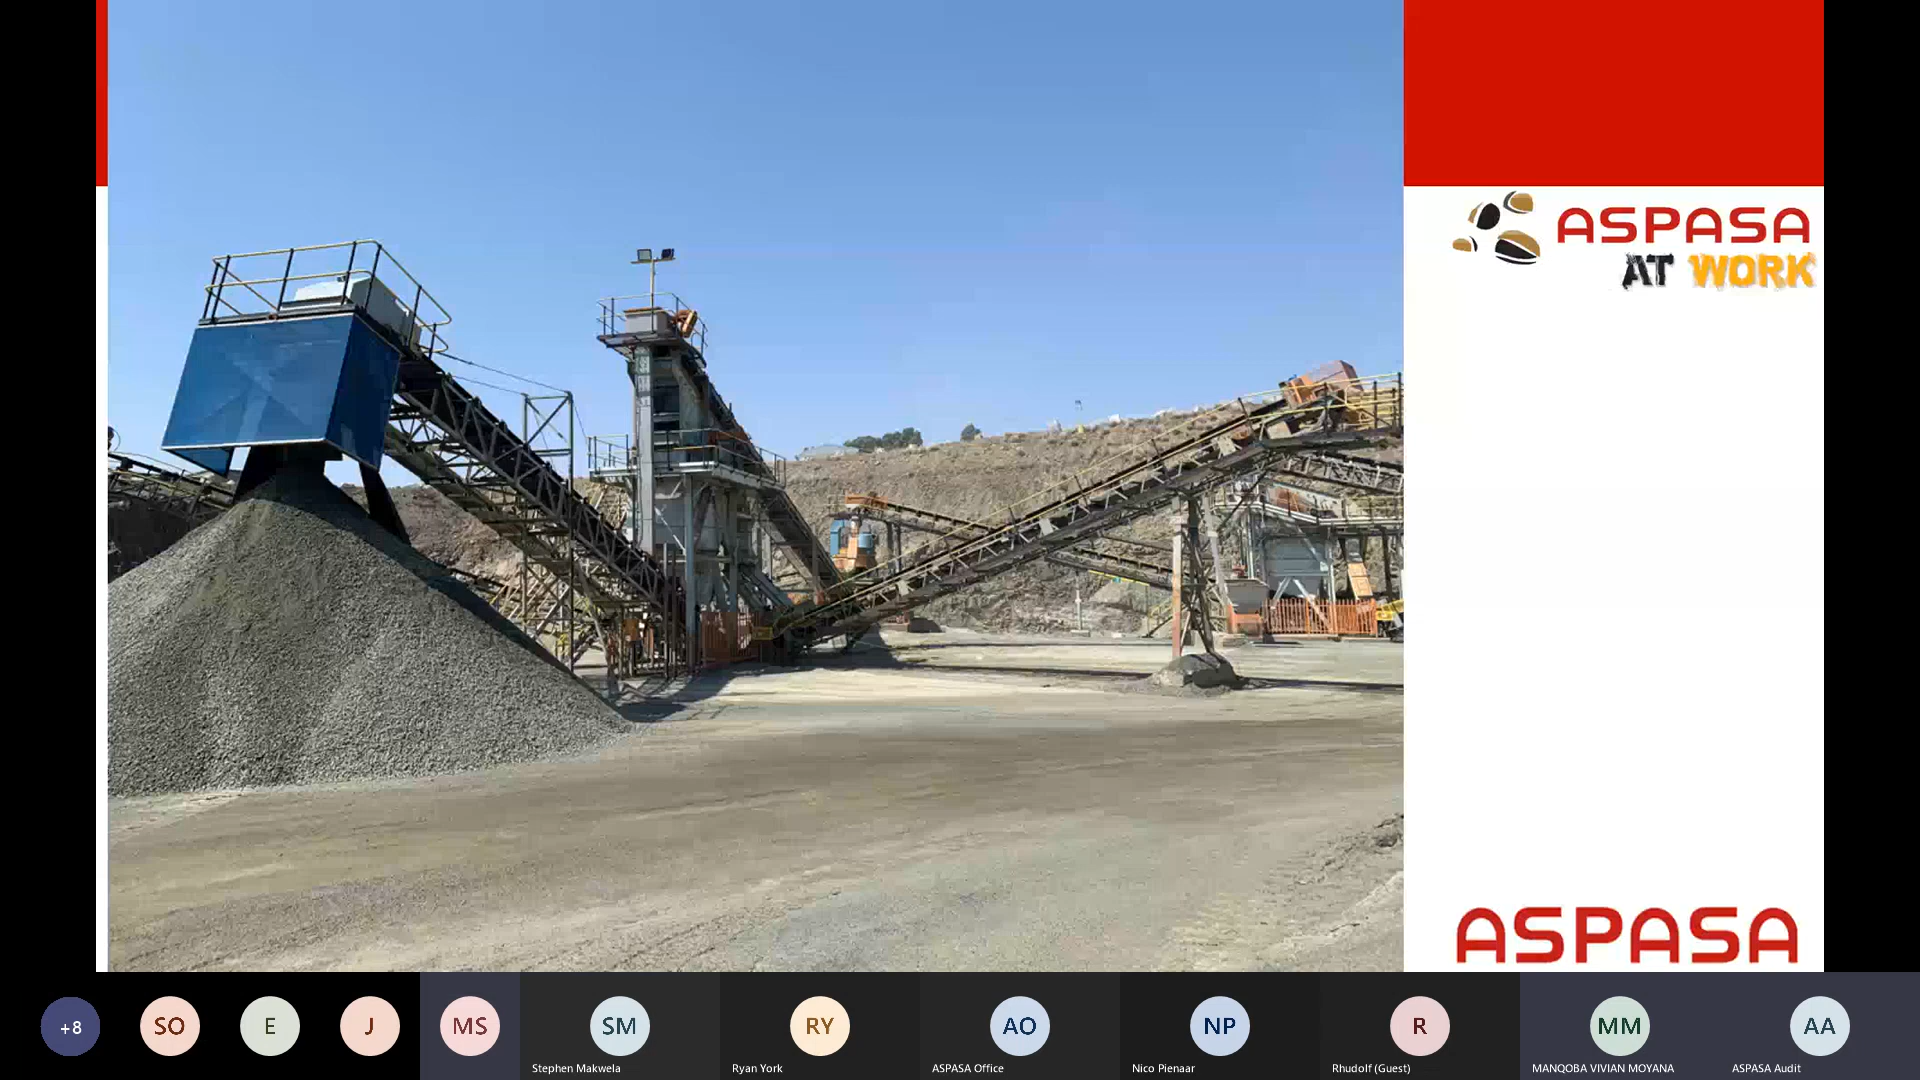 ASPASA
AT WORK
ASPASA
+8
SO
E
J
MS
SM
RY
AO
NP
R
MM
AA
Stephen Makwela
Ryan York
ASPASA Office
Nico Pienaar
Rhudolf (Guest)
MANQOBA VIVIAN MOYANA
ASPASA Audit